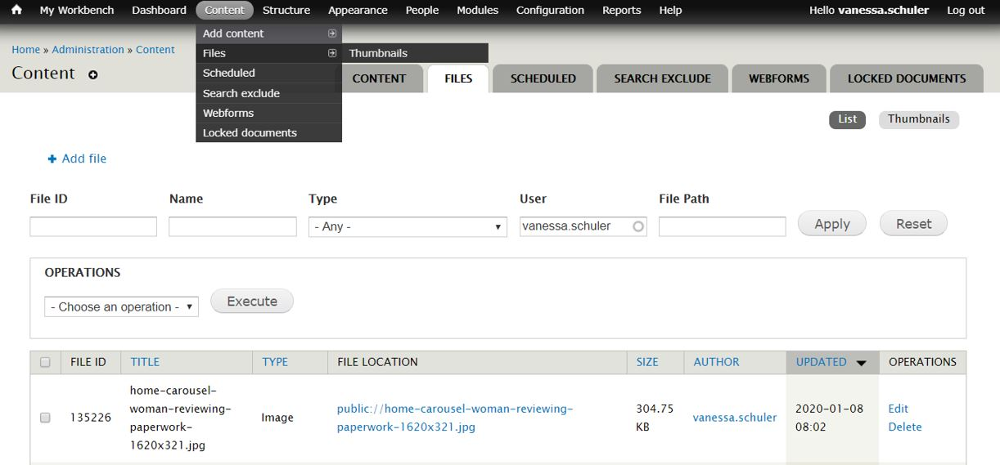 My Workbench Dashboard Content Structure Appearance People Modules Configuration Reports Help Hello vanessa.schuler Log out
Add content
Files
Thumbnails
Scheduled
Search exclude
Webforms
Locked documents
Home » Administration » Content
Content
CONTENT FILES SCHEDULED SEARCH EXCLUDE WEBFORMS LOCKED DOCUMENTS
List Thumbnails
Add file
File ID Name Type User File Path
- Any - vanessa.schuler Apply Reset
OPERATIONS
- Choose an operation - Execute
FILE ID TITLE TYPE FILE LOCATION SIZE AUTHOR UPDATED OPERATIONS
135226
home-carousel-
woman-reviewing-
paperwork-
1620x321.jpg
Image
public://home-carousel-woman-reviewing-
paperwork-1620x321.jpg
304.75
KB
vanessa.schuler
2020-01-08
08:02
Edit
Delete